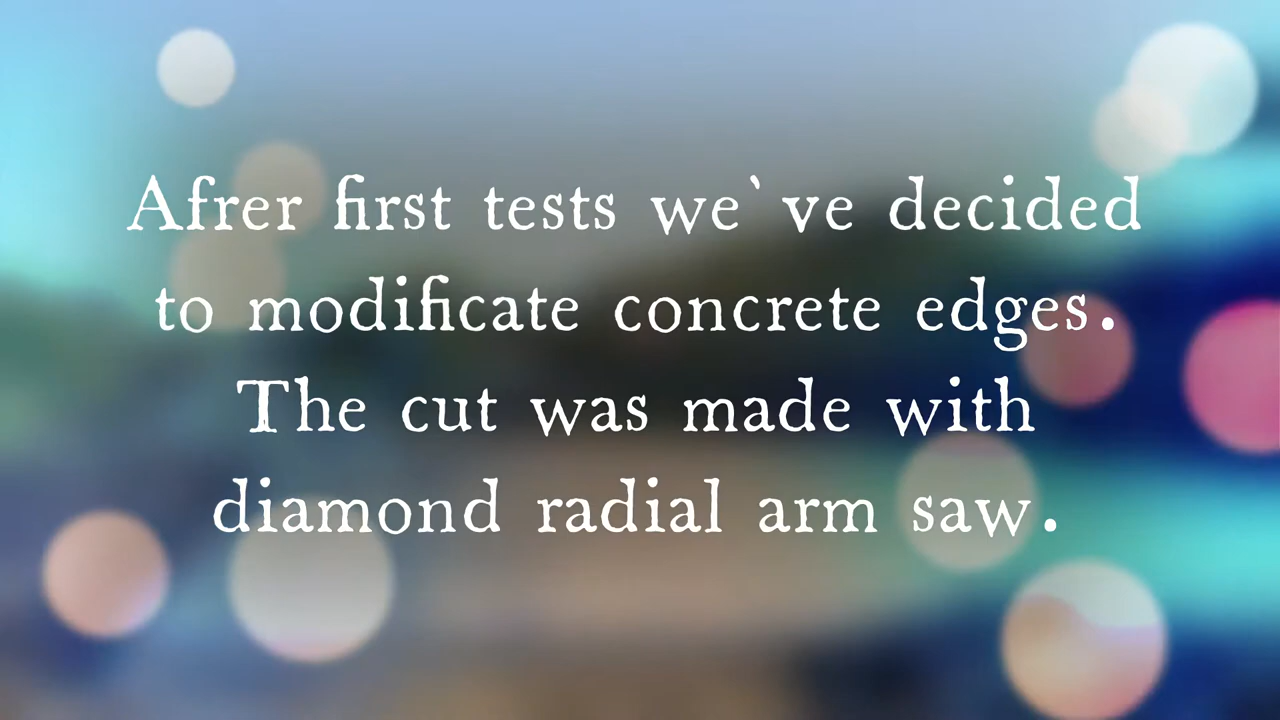 Afrer first tests we`ve decided
to modificate concrete edges.
The cut was made with
diamond radial arm saw.